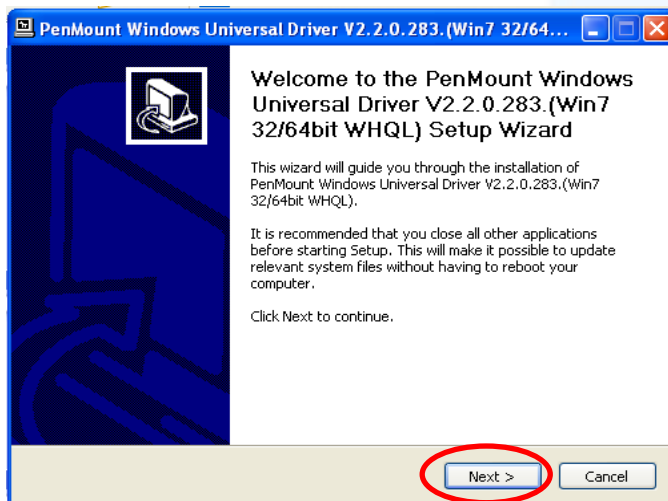 PenMount Windows Universal Driver V2.2.0.283.(Win7 32/64...
Welcome to the PenMount Windows
Universal Driver V2.2.0.283.(Win7
32/64bit WHQL) Setup Wizard
This wizard will guide you through the installation of
PenMount Windows Universal Driver V2.2.0.283.(Win7
32/64bit WHQL).
It is recommended that you close all other applications
before starting Setup. This will make it possible to update
relevant system files without having to reboot your
computer.
Click Next to continue.
Next >
Cancel